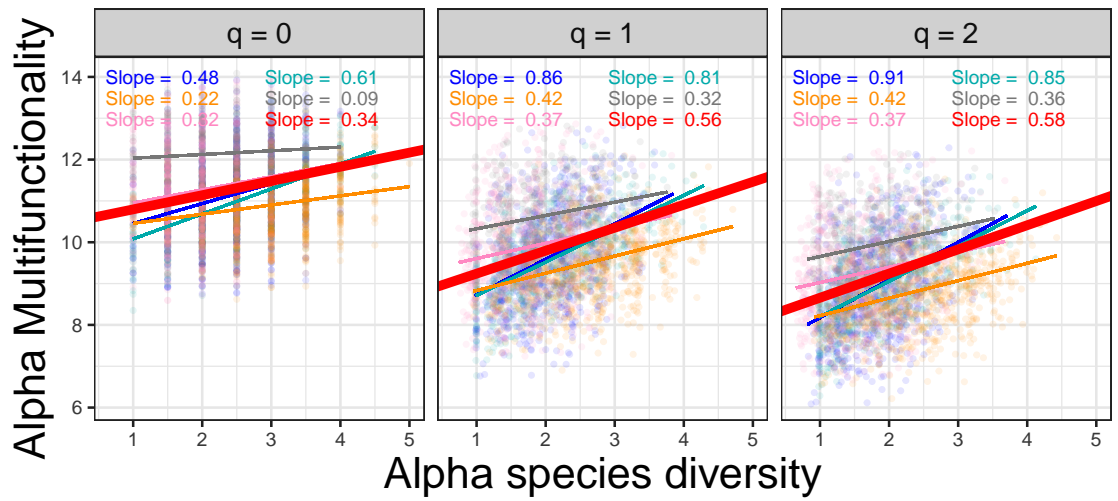 q = 0
q = 1
q = 2
Alpha Multifunctionality
14
12
10
8
6
Slope = 0.48
Slope = 0.61
Slope = 0.22
Slope = 0.09
Slope = 0.32
Slope = 0.34
Slope = 0.86
Slope = 0.81
Slope = 0.42
Slope = 0.32
Slope = 0.37
Slope = 0.56
Slope = 0.91
Slope = 0.85
Slope = 0.42
Slope = 0.36
Slope = 0.37
Slope = 0.58
1 2 3 4 5
1 2 3 4 5
1 2 3 4 5
Alpha species diversity